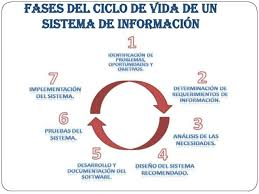 FASES DEL CICLO DE VIDA DE UN
SISTEMA DE INFORMACIÓN
1
IDENTIFICACIÓN DE
PROBLEMAS,
OPORTUNIDADES Y
OBJETIVOS.
2
DETERMINACIÓN DE
REQUERIMIENTOS DE
INFORMACIÓN.
3
ANÁLISIS DE LAS
NECESIDADES.
4
DISEÑO DEL SISTEMA
RECOMENDADO.
5
DESARROLLO Y
DOCUMENTACIÓN DEL
SOFTWARE.
6
PRUEBAS DEL
SISTEMA.
7
IMPLEMENTACIÓN
DEL SISTEMA.